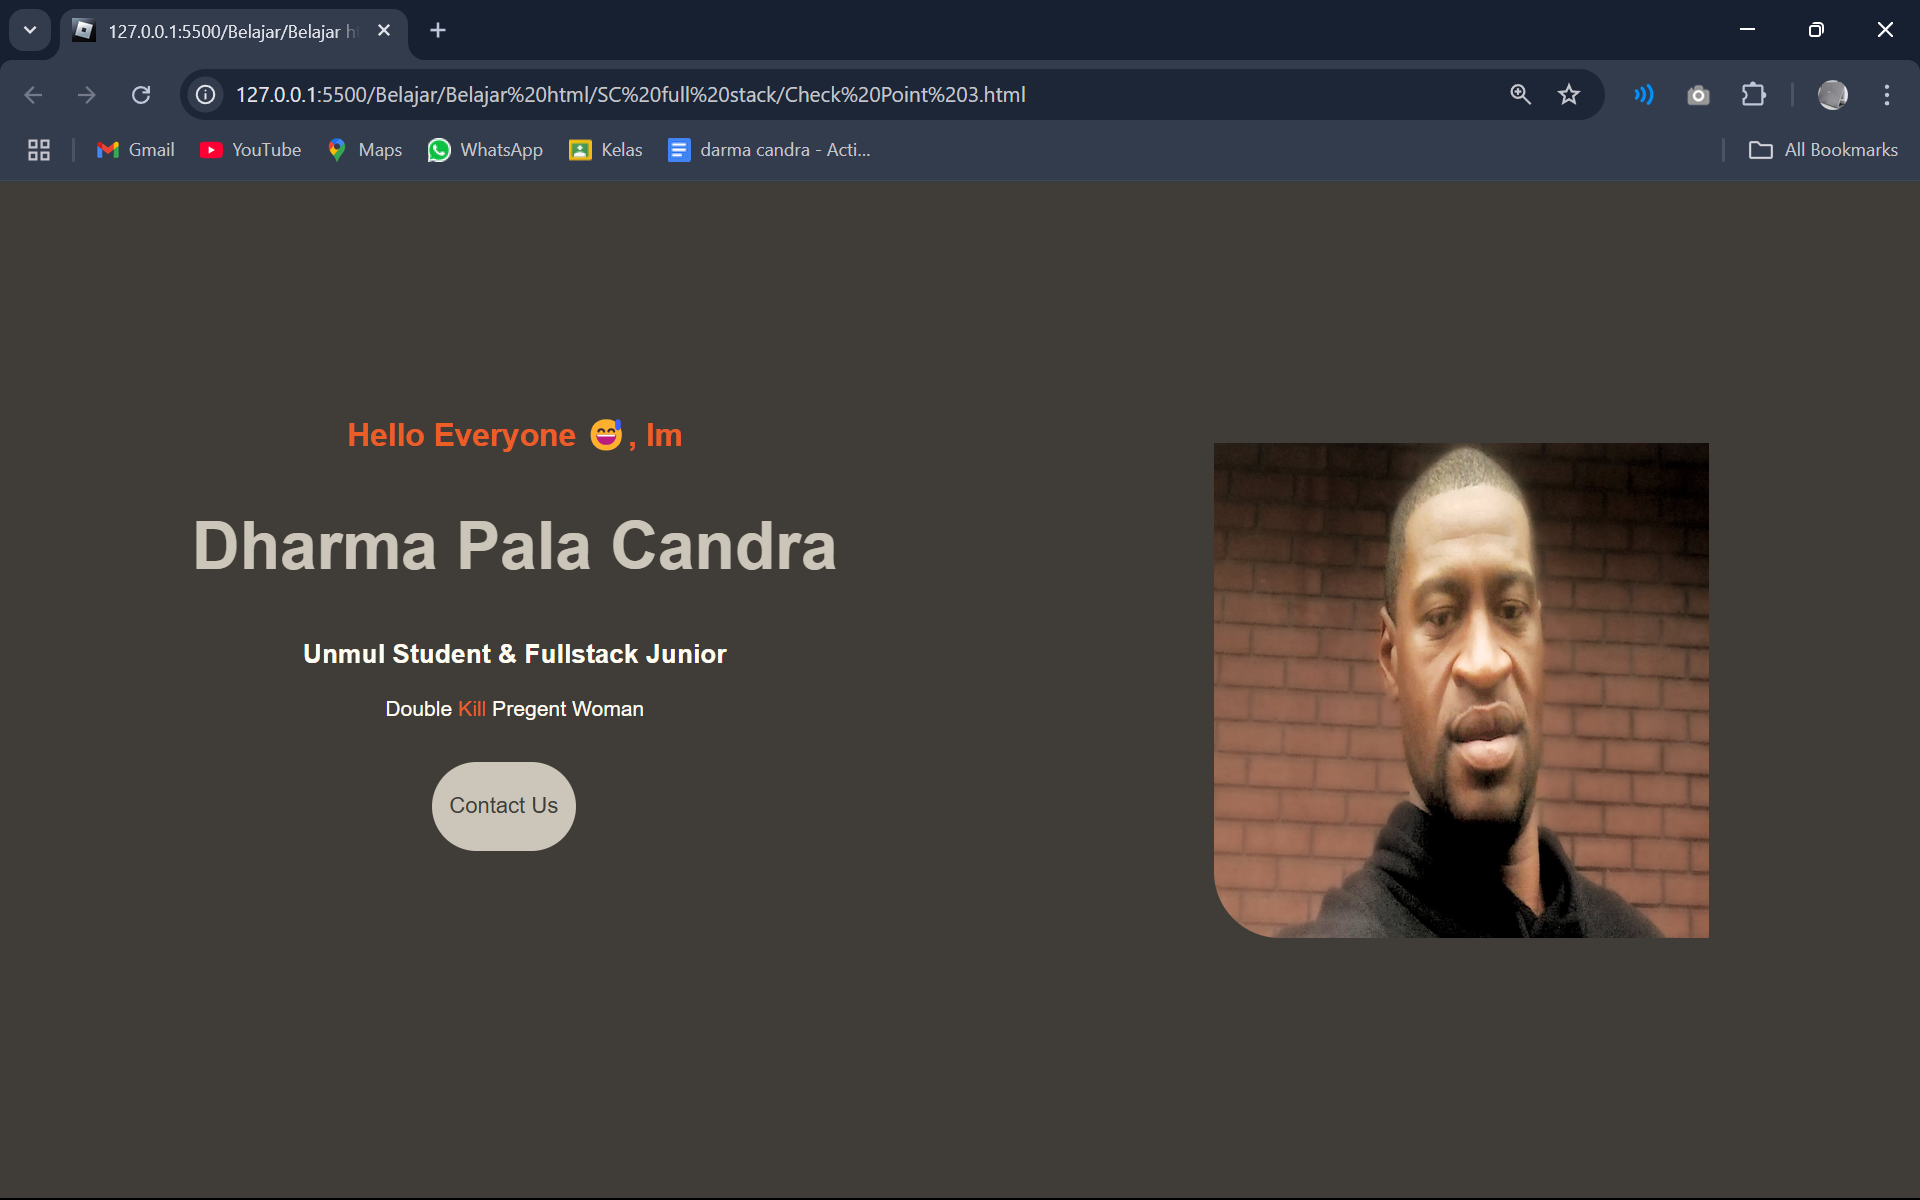 127.0.0.1:5500/Belajar/Belajar
127.0.0.1:5500/Belajar/Belajar%20html/SC%20full%20stack/Check%20Point%203.html
Gmail YouTube Maps WhatsApp Kelas darma candra - Acti... All Bookmarks
Hello Everyone 😅, Im
Dharma Pala Candra
Unmul Student & Fullstack Junior
Double Kill Pregent Woman
Contact Us